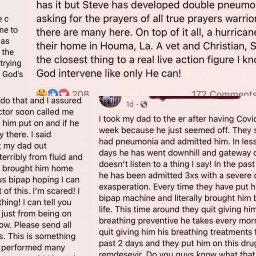 has it but Steve has developed double pneumo
asking for the prayers of all true prayers warrior
there are many here. On top of it all, a hurricane
their home in Houma, La. A vet and Christian, S
the closest thing to a real live action figure I know
God intervene like only He can!
208
172 Comments
e c
me to
as
the
trying
God's
do that and I assured
ctor soon called me
him put on and if he
y there. I said
t my dad out
terribly from fluid and
brought him home
us bipap hoping I can
t of this. I'm scared! I
thing! I can tell you
just from being on
ow. Please send all
s. This is something
performed many
1d
I took my dad to the er after having Covid
week because he just seemed off. They s
had pneumonia and admitted him. In less
days he has went downhill and gateway d
doesn't listen to a thing I say! In the past
he has been admitted 3xs with a severe c
exasperation. Every time they have put h
bipap machine and literally brought him b
life. This time around they quit giving him
breathing preventive he takes every morn
quit giving him his breathing treatments f
past 2 days and they put him on this drug
remdesevir. Do you guys know what that